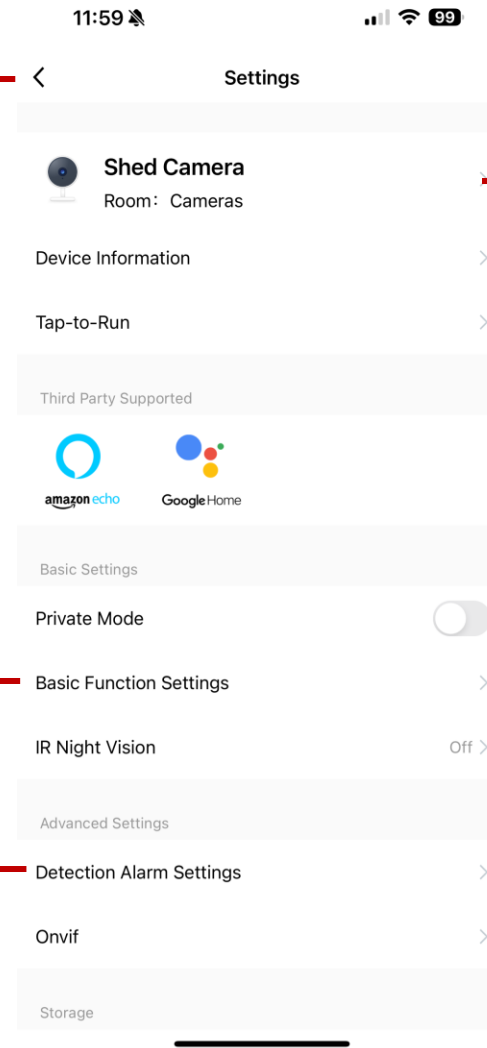 11:59
99
Settings
Shed Camera
Room: Cameras
Device Information
Tap-to-Run
Third Party Supported
amazon echo
Google Home
Basic Settings
Private Mode
Basic Function Settings
IR Night Vision
Off
Advanced Settings
Detection Alarm Settings
Onvif
Storage